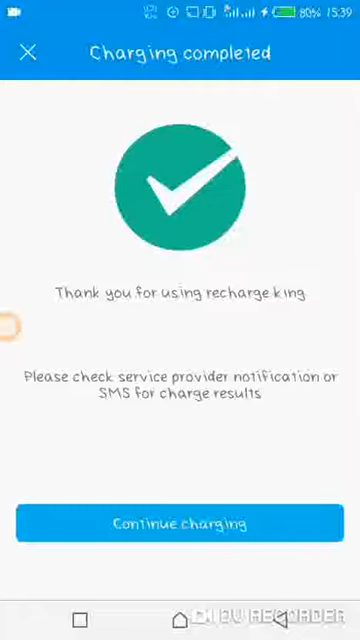 80% 15:39
Charging completed
Thank you for using recharge king
Please check service provider notification or
SMS for charge results
Continue charging
DU RECORDER